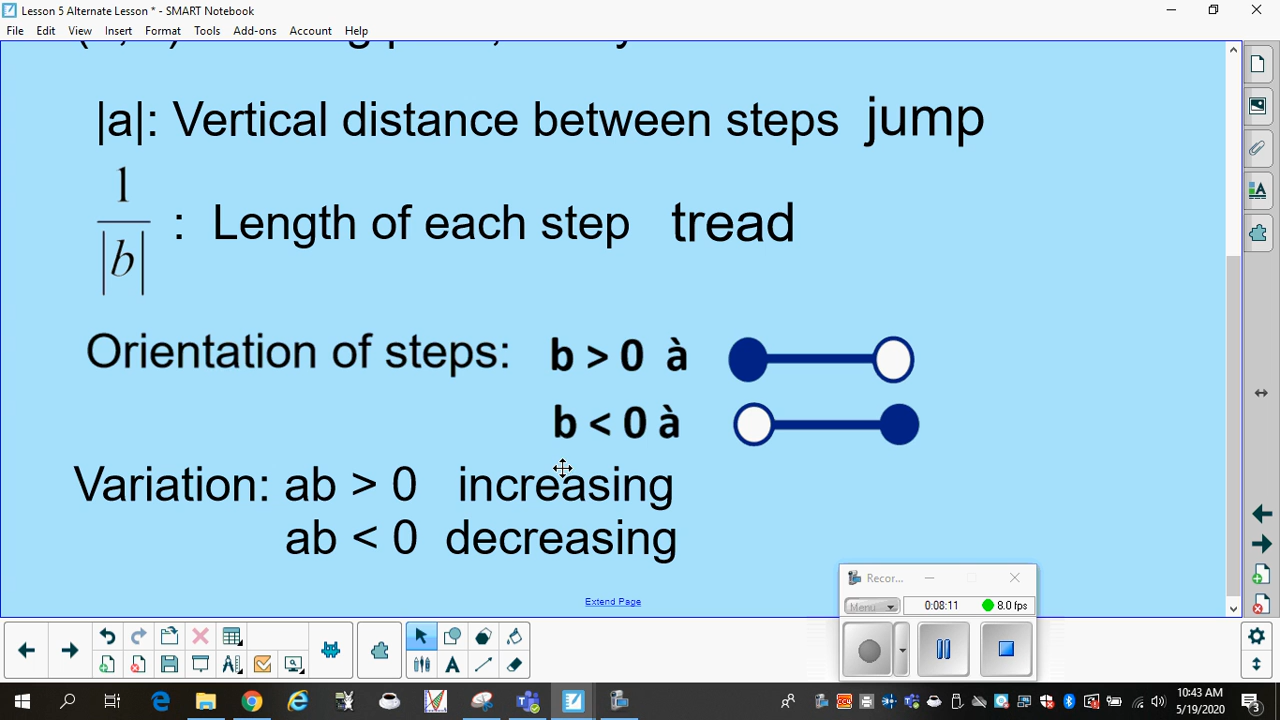 Lesson 5 Alternate Lesson * - SMART Notebook
File Edit View Insert Format Tools Add-ons Account Help
|a|: Vertical distance between steps jump
1
|b|
: Length of each step tread
Orientation of steps: b > 0 à
b < 0 à
Variation: ab > 0 increasing
ab < 0 decreasing
Extend Page
Recor...
Menu 0:08:11 8.0 fps
10:43 AM
5/19/2020